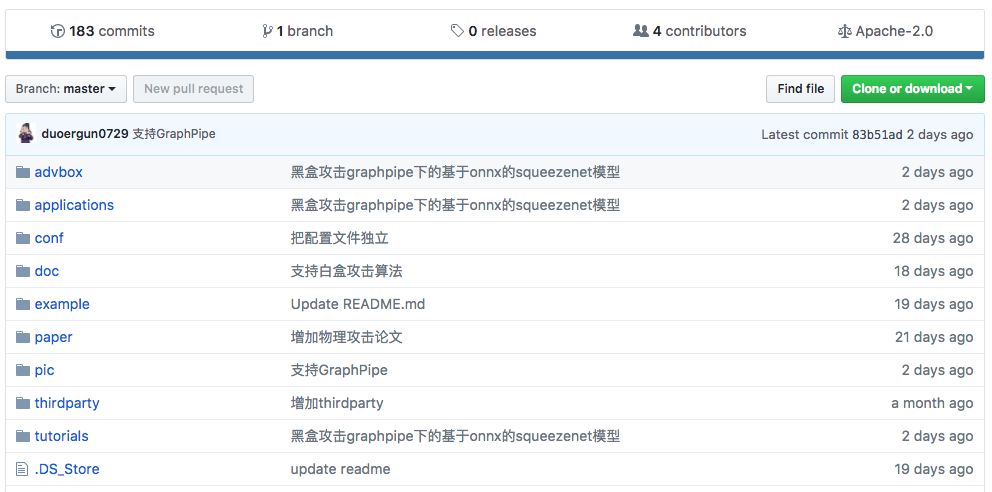 183 commits 1 branch 0 releases 4 contributors Apache-2.0
Branch: master New pull request Find file Clone or download
duoergun0729 支持GraphPipe Latest commit 83b51ad 2 days ago
advbox 黑盒攻击graphpipe下的基于onnx的squeezenet模型 2 days ago
applications 黑盒攻击graphpipe下的基于onnx的squeezenet模型 2 days ago
conf 把配置文件独立 28 days ago
doc 支持白盒攻击算法 18 days ago
example Update README.md 19 days ago
paper 增加物理攻击论文 21 days ago
pic 支持GraphPipe 2 days ago
thirdparty 增加thirdparty a month ago
tutorials 黑盒攻击graphpipe下的基于onnx的squeezenet模型 2 days ago
.DS_Store update readme 19 days ago